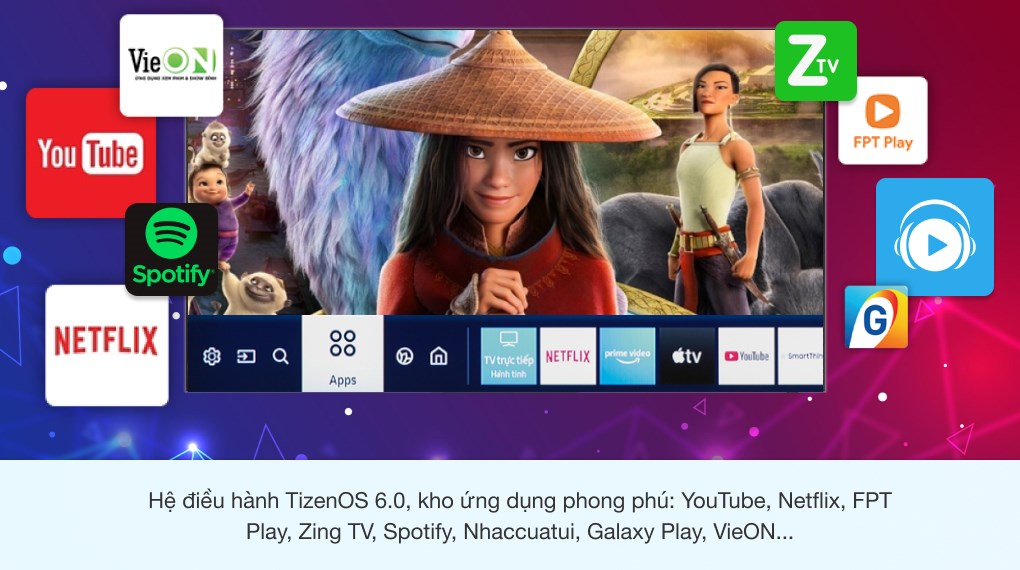 VieON
ỨNG DỤNG XEM PHIM & SHOW ĐỈNH
YouTube
Spotify
NETFLIX
Z TV
FPT Play
G
Apps
TV trực tiếp
Hành tinh
NETFLIX
prime video
tv
YouTube
SmartThin
Hệ điều hành TizenOS 6.0, kho ứng dụng phong phú: YouTube, Netflix, FPT
Play, Zing TV, Spotify, Nhaccuatui, Galaxy Play, VieON...